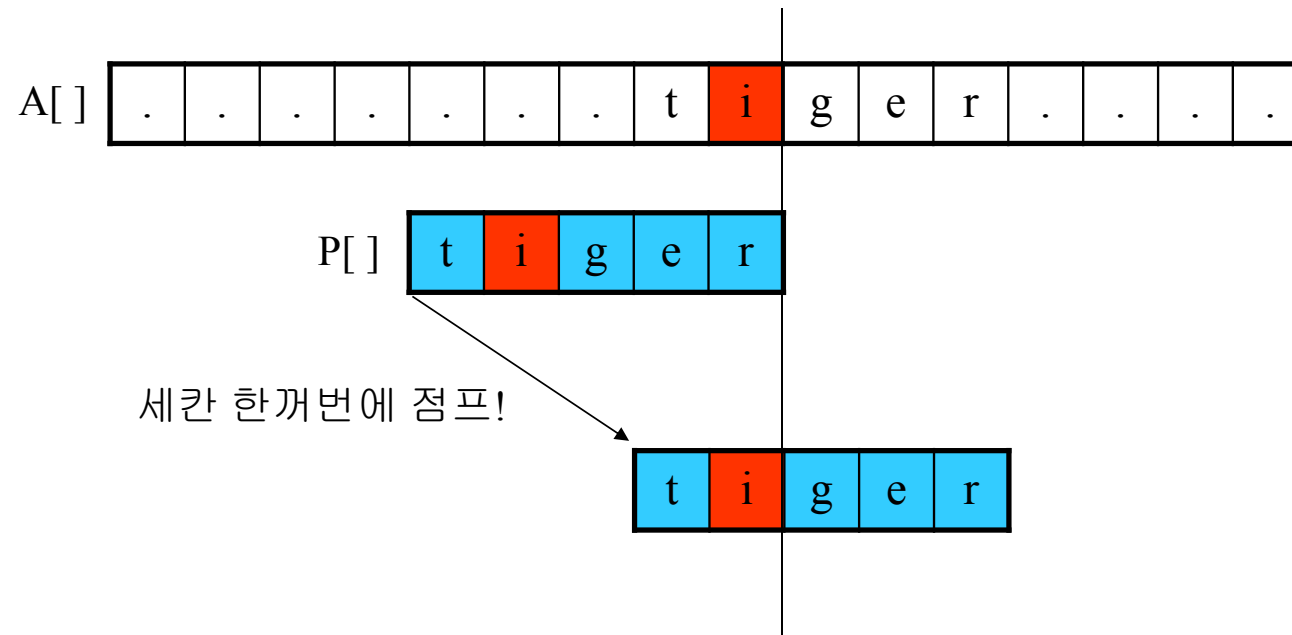 A[ ] . . . . . . . t i g e r . . . .
P[ ] t i g e r
세칸 한꺼번에 점프!
t i g e r